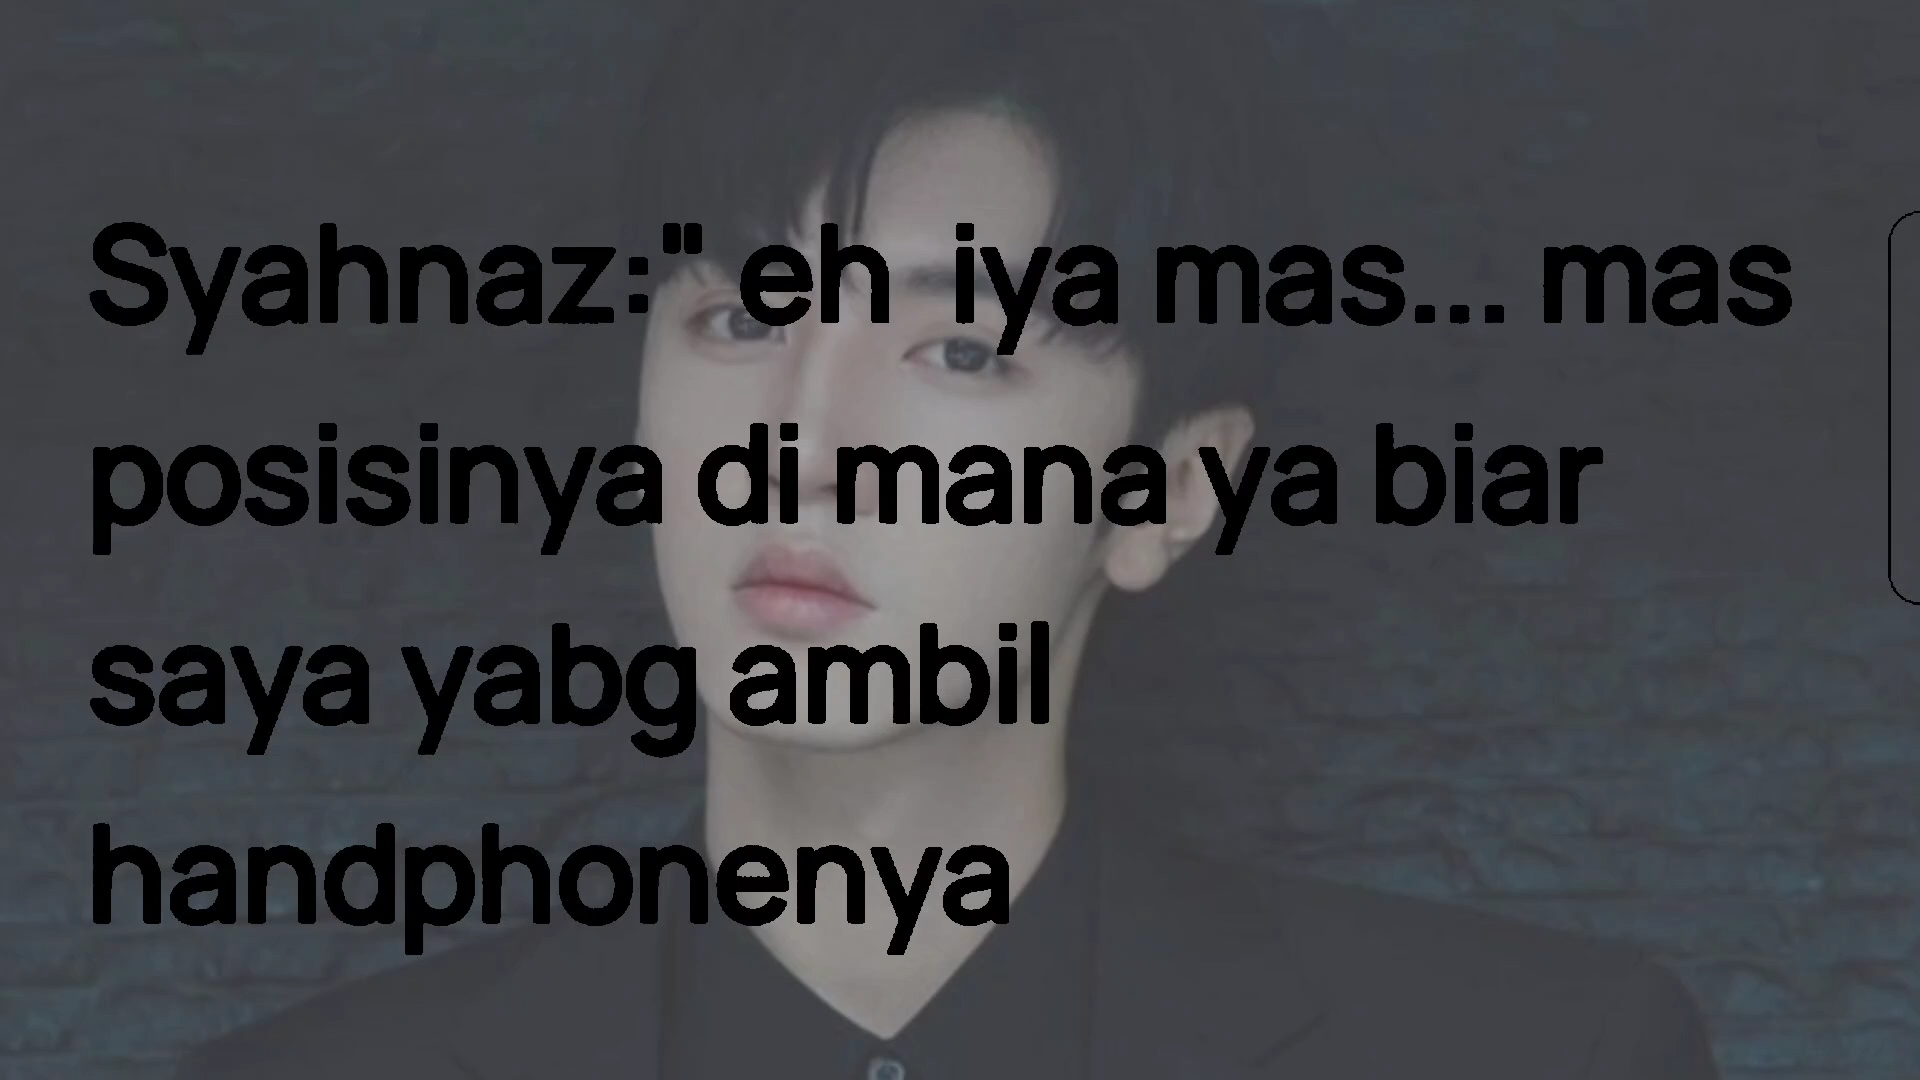 Syahnaz:" eh  iya mas... mas
posisinya di mana ya biar
saya yabg ambil
handphonenya